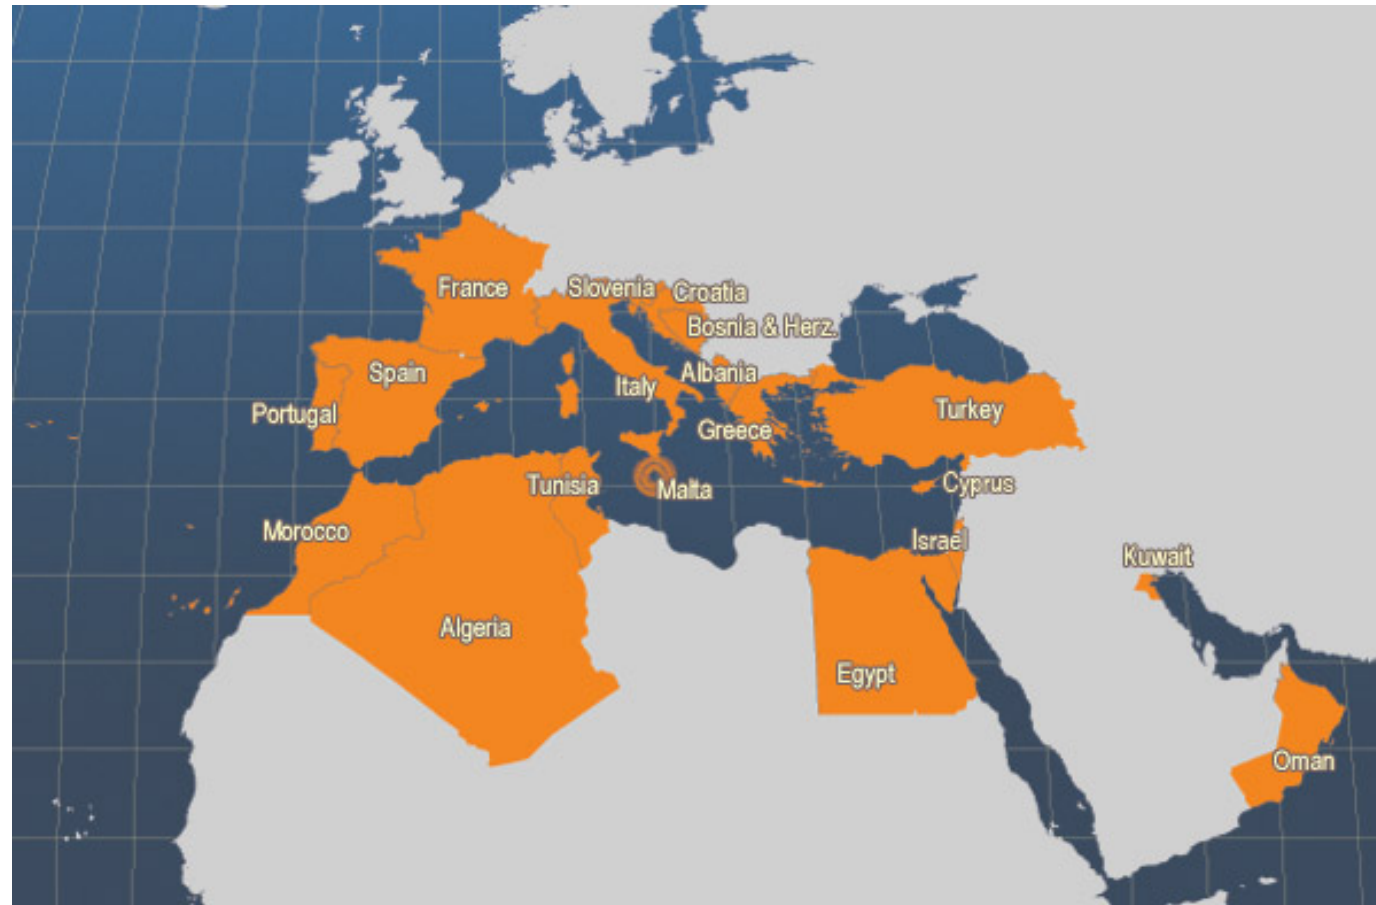 France
Slovenia
Croatia
Bosnia & Herz.
Spain
Italy
Albania
Portugal
Greece
Turkey
Tunisia
Malta
Cyprus
Morocco
Israel
Kuwait
Algeria
Egypt
Oman